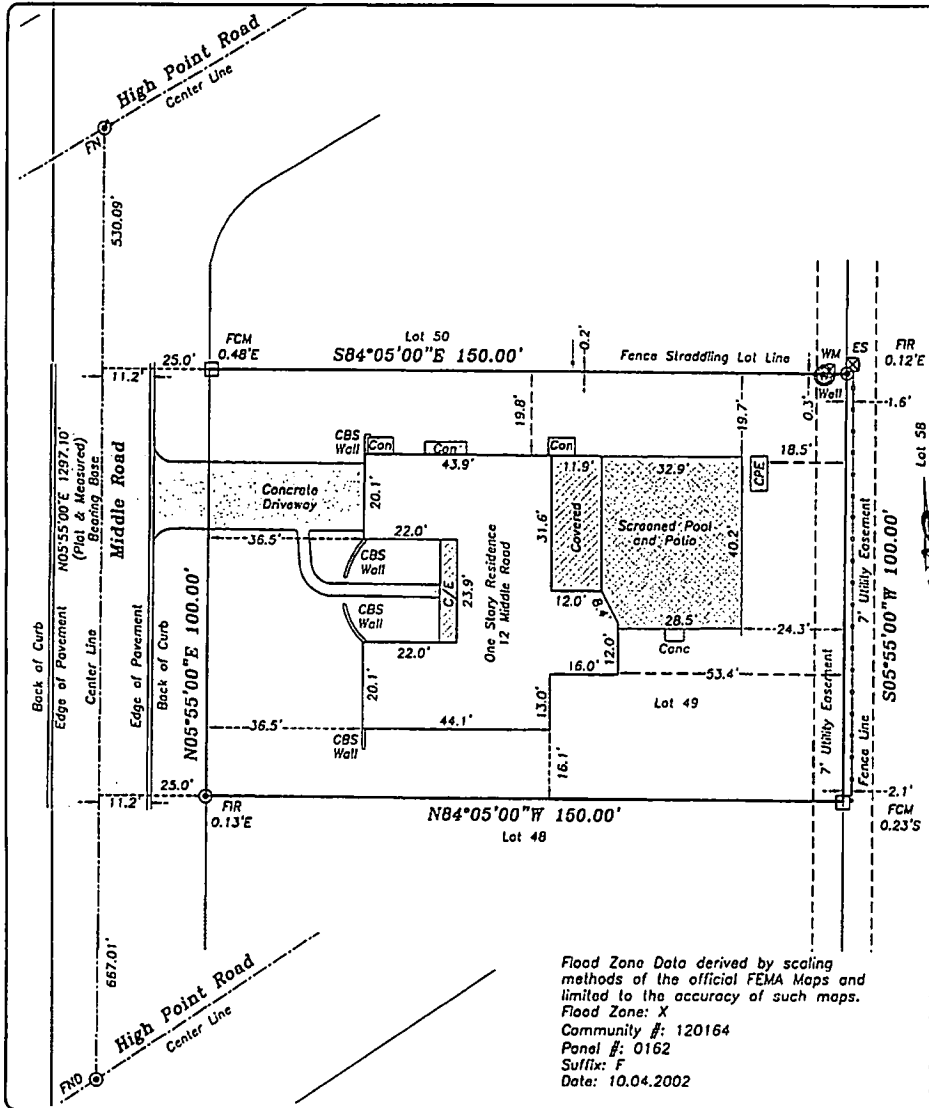 High Point Road
Center Line
FN
530.09'
Lot 50
S84°05'00"E 150.00'
FCM
0.48'E
25.0'
11.2'
0.2'
Fence Straddling Lot Line
WM
ES
FIR
0.12'E
Wall
1.6'
0.3'
19.8'
19.7'
18.5'
Lot 58
N05°55'00"E 1297.10'
(Plat & Measured)
Bearing Base
Middle Road
Back of Curb
Edge of Pavement
Center Line
Edge of Pavement
Back of Curb
N05°55'00"E 100.00'
CBS
Wall
Con
Con
Con
43.9'
11.9'
32.9'
CPE
Concrete
Driveway
20.1'
36.5'
22.0'
CBS
Wall
C/E
23.9'
CBS
Wall
22.0'
One Story Residence
12 Middle Road
31.6'
Covered
Screened Pool
and Patio
40.2'
12.0'
8.4'
28.5'
Conc
24.3'
12.0'
16.0'
53.4'
Lot 49
20.1'
13.0'
36.5'
44.1'
CBS
Wall
16.1'
7' Utility Easement
7' Utility Easement
Fence Line
S05°55'00"W 100.00'
25.0'
11.2'
FIR
0.13'E
N84°05'00"W 150.00'
Lot 48
2.1'
FCM
0.23'S
667.01'
High Point Road
Center Line
FND
Flood Zone Data derived by scaling
methods of the official FEMA Maps and
limited to the accuracy of such maps.
Flood Zone: X
Community #: 120164
Panel #: 0162
Suffix: F
Date: 10.04.2002